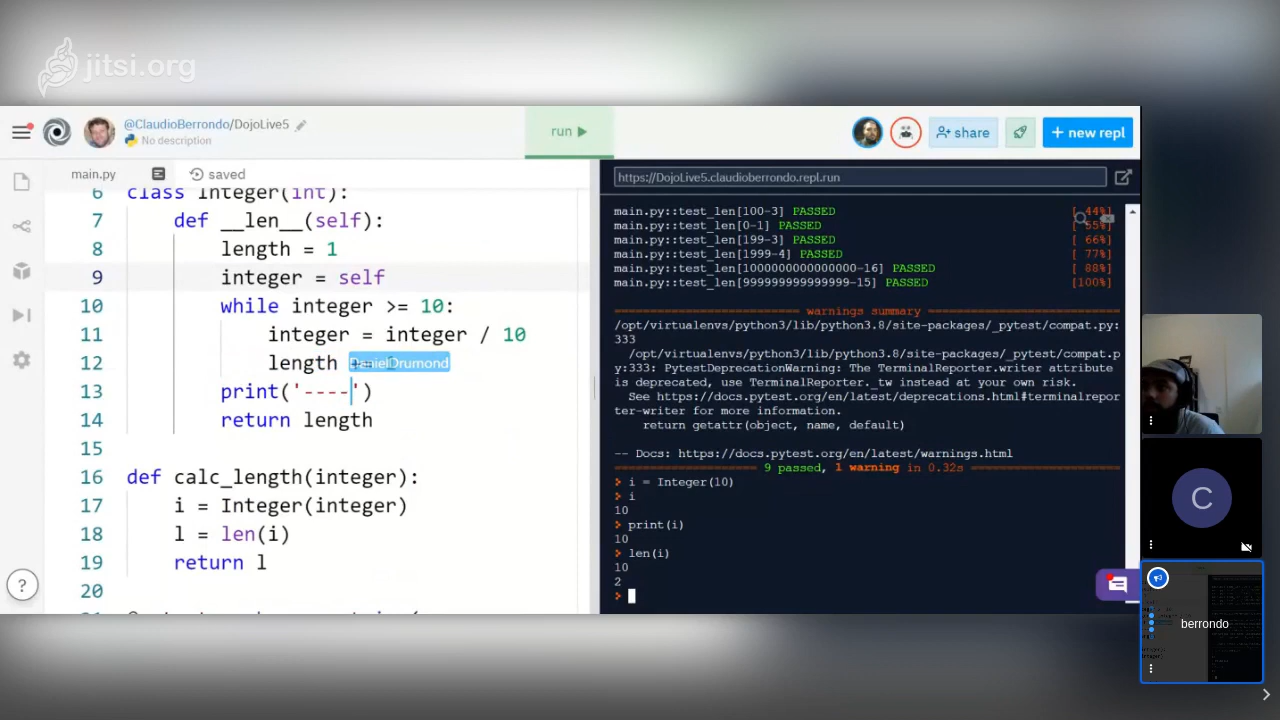 jitsi.org
@ClaudioBerrondo/DojoLive5
No description
run
share
+ new repl
main.py
saved
https://DojoLive5.claudioberrondo.repl.run
6 class Integer(int):
7 def __len__(self):
8 length = 1
9 integer = self
10 while integer >= 10:
11 integer = integer / 10
12 length
DanielDrumond
13 print('----')
14 return length
15
16 def calc_length(integer):
17 i = Integer(integer)
18 l = len(i)
19 return l
20
?
main.py::test_len[100-3] PASSED [ 44%]
main.py::test_len[0-1] PASSED [ 55%]
main.py::test_len[199-3] PASSED [ 66%]
main.py::test_len[1999-4] PASSED [ 77%]
main.py::test_len[1000000000000000-16] PASSED [ 88%]
main.py::test_len[999999999999999-15] PASSED [100%]
warnings summary
/opt/virtualenvs/python3/lib/python3.8/site-packages/_pytest/compat.py:
333
/opt/virtualenvs/python3/lib/python3.8/site-packages/_pytest/compat.p
y:333: PytestDeprecationWarning: The TerminalReporter.writer attribute
is deprecated, use TerminalReporter._tw instead at your own risk.
See https://docs.pytest.org/en/latest/deprecations.html#terminalrepor
ter-writer for more information.
return getattr(object, name, default)
-- Docs: https://docs.pytest.org/en/latest/warnings.html
9 passed, 1 warning in 0.32s
i = Integer(10)
i
10
print(i)
10
len(i)
10
2
C
berrondo